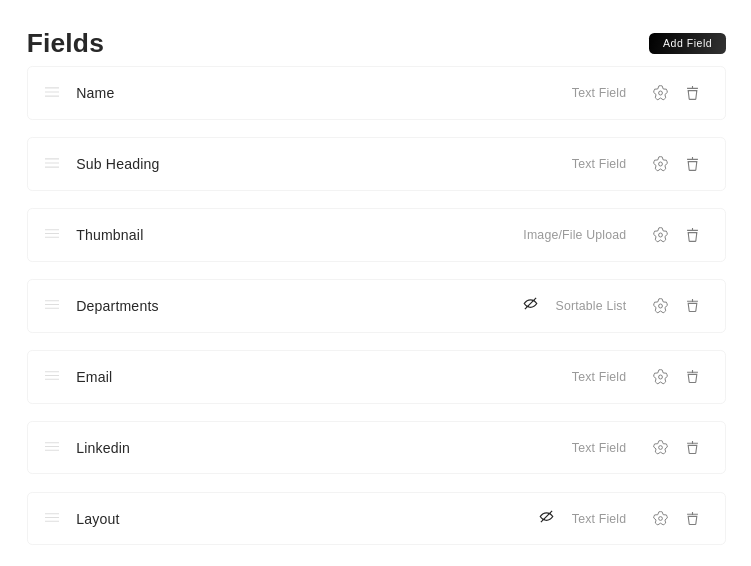 Fields
Add Field
Name Text Field
Sub Heading Text Field
Thumbnail Image/File Upload
Departments Sortable List
Email Text Field
Linkedin Text Field
Layout Text Field